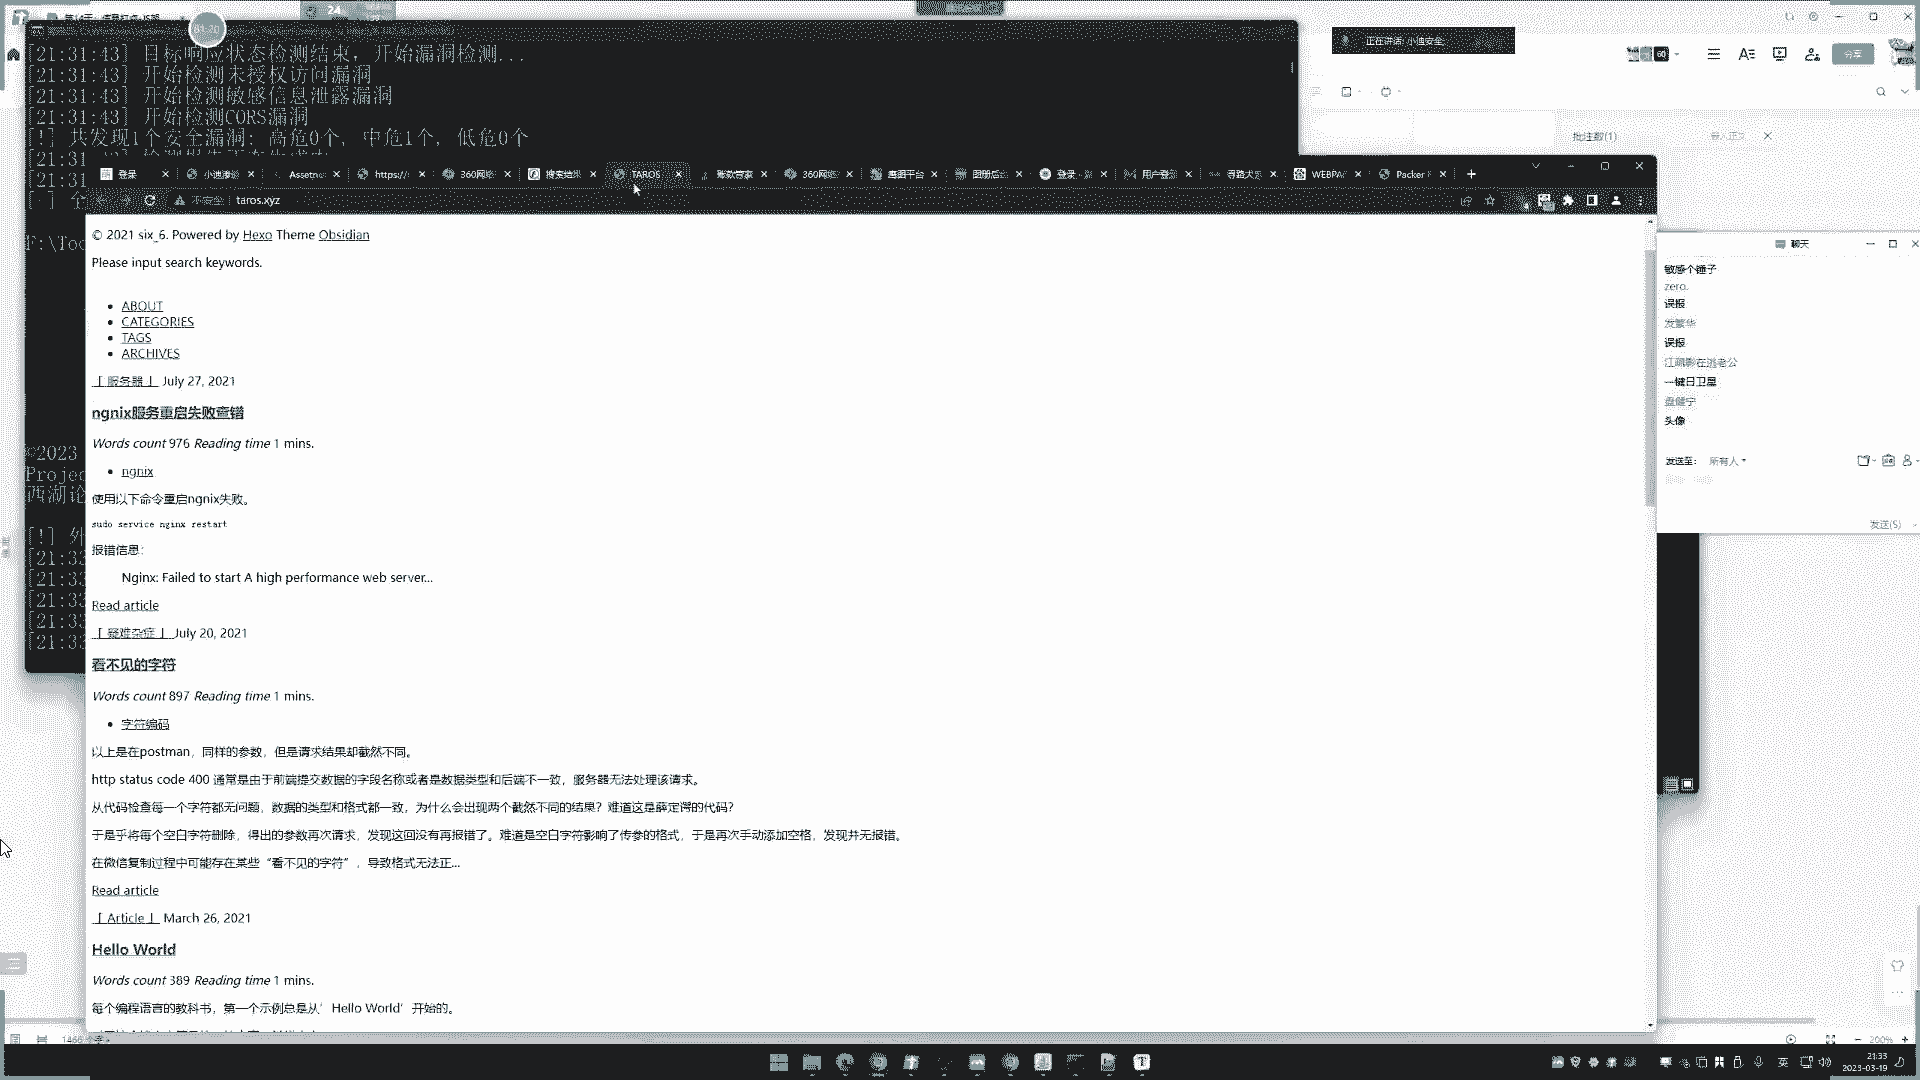 [21:31:43] 目标响应状态检测结束，开始漏洞检测...
[21:31:43] 开始检测未授权访问漏洞
[21:31:43] 开始检测敏感信息泄露漏洞
[21:31:43] 开始检测CORS漏洞
[!] 共发现1个安全漏洞: 高危0个, 中危1个, 低危0个
[21:31
[21:31
F:\Too
©2023
Projec
西湖论
[!] 外
[21:33
[21:33
[21:33
[21:33
[21:33
正在讲话: 小迪安全
分享
批注数(1)
登录
小迪渗透
Assetno
https://
360网络
搜索结果
TAROS
账款管家
360网络
鹰图平台
图册后台
用户登录
寻路犬
WEBPA
Packer F
不安全
taros.xyz
© 2021 six_6. Powered by Hexo Theme Obsidian
Please input search keywords.
ABOUT
CATEGORIES
TAGS
ARCHIVES
「 服务器 」 July 27, 2021
ngnix服务重启失败查错
Words count 976 Reading time 1 mins.
ngnix
使用以下命令重启ngnix失败。
sudo service nginx restart
报错信息：
Nginx: Failed to start A high performance web server...
Read article
「 疑难杂症 」 July 20, 2021
看不见的字符
Words count 897 Reading time 1 mins.
字符编码
以上是在postman，同样的参数，但是请求结果却截然不同。
http status code 400 通常是由于前端提交数据的字段名称或者是数据类型和后端不一致，服务器无法处理该请求。
从代码检查每一个字符都无问题，数据的类型和格式都一致，为什么会出现两个截然不同的结果？难道这是薛定谔的代码？
于是乎将每个空白字符删除，得出的参数再次请求，发现这回没有再报错了。难道是空白字符影响了传参的格式，于是再次手动添加空格，发现并无报错。
在微信复制过程中可能存在某些“看不见的字符”，导致格式无法正...
Read article
「 Article 」 March 26, 2021
Hello World
Words count 389 Reading time 1 mins.
每个编程语言的教科书，第一个示例总是从’Hello World’开始的。
聊天
敏感个锤子
zero.
误报
发繁华
误报
江疏影在逃老公
一键日卫星
盘健宁
头像
发送至: 所有人
发送(S)
200%
英
21:33
2023-03-19